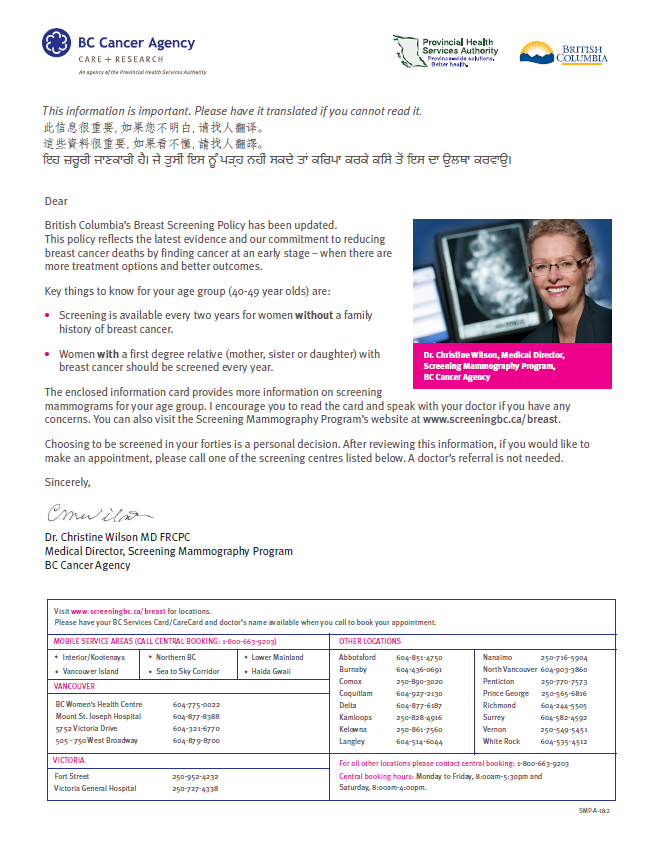 BC Cancer Agency
CARE + RESEARCH
An agency of the Provincial Health Services Authority
Provincial Health
Services Authority
Province-wide solutions.
Better health.
BRITISH
COLUMBIA
This information is important. Please have it translated if you cannot read it.
此信息很重要, 如果您不明白, 请找人翻译。
這些資料很重要, 如果看不懂, 請找人翻譯。
ਇਹ ਜ਼ਰੂਰੀ ਜਾਣਕਾਰੀ ਹੈ। ਜੇ ਤੁਸੀਂ ਇਸ ਨੂੰ ਪੜ੍ਹ ਨਹੀਂ ਸਕਦੇ ਤਾਂ ਕਰਿਪਾ ਕਰਕੇ ਕਿਸੇ ਤੋਂ ਇਸ ਦਾ ਉਲਥਾ ਕਰਵਾਉ।
Dear
British Columbia's Breast Screening Policy has been updated.
This policy reflects the latest evidence and our commitment to reducing
breast cancer deaths by finding cancer at an early stage – when there are
more treatment options and better outcomes.
Key things to know for your age group (40-49 year olds) are:
• Screening is available every two years for women without a family
history of breast cancer.
• Women with a first degree relative (mother, sister or daughter) with
breast cancer should be screened every year.
Dr. Christine Wilson, Medical Director,
Screening Mammography Program,
BC Cancer Agency
The enclosed information card provides more information on screening
mammograms for your age group. I encourage you to read the card and speak with your doctor if you have any
concerns. You can also visit the Screening Mammography Program's website at www.screeningbc.ca/breast.
Choosing to be screened in your forties is a personal decision. After reviewing this information, if you would like to
make an appointment, please call one of the screening centres listed below. A doctor's referral is not needed.
Sincerely,
CMWilson
Dr. Christine Wilson MD FRCPC
Medical Director, Screening Mammography Program
BC Cancer Agency
Visit www.screeningbc.ca/breast for locations.
Please have your BC Services Card/CareCard and doctor's name available when you call to book your appointment.
MOBILE SERVICE AREAS (CALL CENTRAL BOOKING: 1-800-663-9203)
• Interior/Kootenays • Northern BC • Lower Mainland
• Vancouver Island • Sea to Sky Corridor • Haida Gwaii
VANCOUVER
BC Women's Health Centre 604-775-0022
Mount St. Joseph Hospital 604-877-8388
5752 Victoria Drive 604-321-6770
505 - 750 West Broadway 604-879-8700
VICTORIA
Fort Street 250-952-4232
Victoria General Hospital 250-727-4338
OTHER LOCATIONS
Abbotsford 604-851-4750
Burnaby 604-436-0691
Comox 250-890-3020
Coquitlam 604-927-2130
Delta 604-877-6187
Kamloops 250-828-4916
Kelowna 250-861-7560
Langley 604-514-6044
Nanaimo 250-716-5904
North Vancouver 604-903-3860
Penticton 250-770-7573
Prince George 250-565-6816
Richmond 604-244-5505
Surrey 604-582-4592
Vernon 250-549-5451
White Rock 604-535-4512
For all other locations please contact central booking: 1-800-663-9203
Central booking hours: Monday to Friday, 8:00am-5:30pm and
Saturday, 8:00am-4:00pm.
SMP-A-1&2